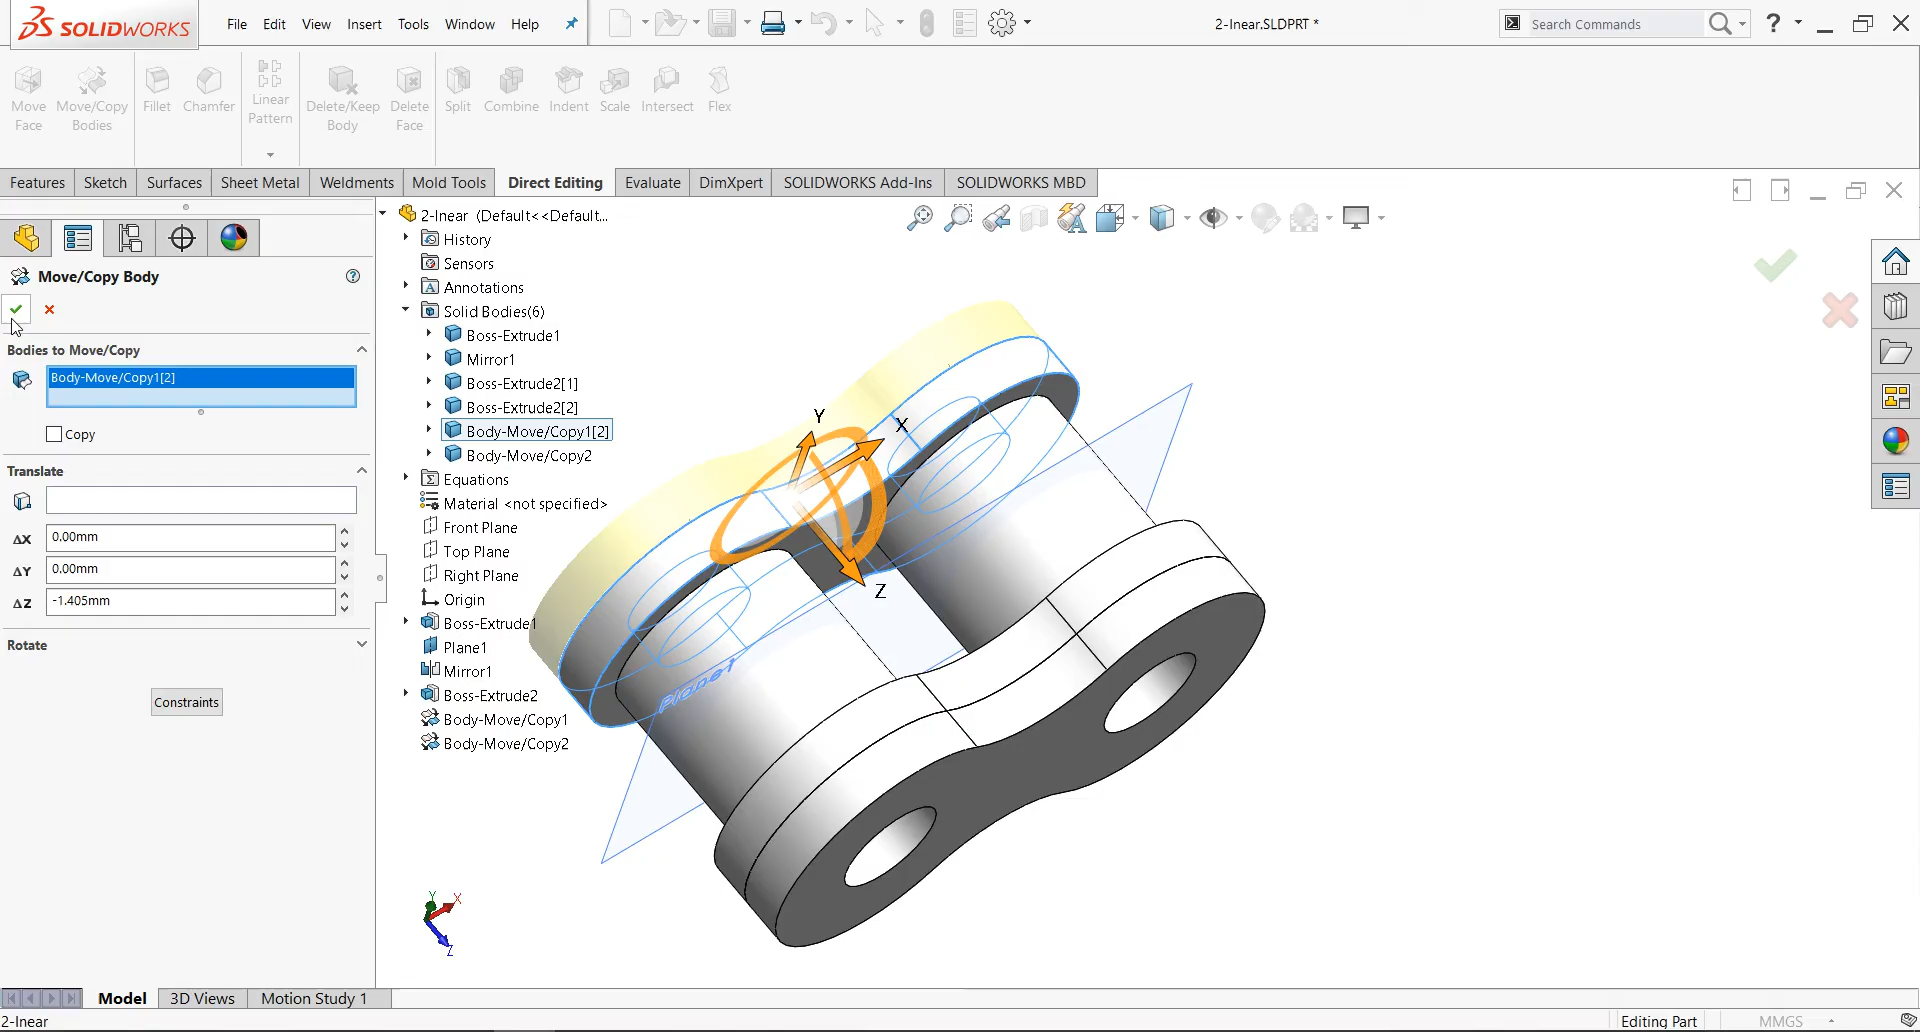 SOLIDWORKS
File Edit View Insert Tools Window Help
2-Inear.SLDPRT *
Search Commands
?
Move Face
Move/Copy Bodies
Fillet
Chamfer
Linear Pattern
Delete/Keep Body
Delete Face
Split
Combine
Indent
Scale
Intersect
Flex
Features Sketch Surfaces Sheet Metal Weldments Mold Tools Direct Editing Evaluate DimXpert SOLIDWORKS Add-Ins SOLIDWORKS MBD
Move/Copy Body
Bodies to Move/Copy
Body-Move/Copy1[2]
Copy
Translate
ΔX 0.00mm
ΔY 0.00mm
ΔZ -1.405mm
Rotate
Constraints
2-Inear (Default<<Default...
History
Sensors
Annotations
Solid Bodies(6)
Boss-Extrude1
Mirror1
Boss-Extrude2[1]
Boss-Extrude2[2]
Body-Move/Copy1[2]
Body-Move/Copy2
Equations
Material <not specified>
Front Plane
Top Plane
Right Plane
Origin
Boss-Extrude1
Plane1
Mirror1
Boss-Extrude2
Body-Move/Copy1
Body-Move/Copy2
Y
X
Z
Plane1
Y
X
Z
Model 3D Views Motion Study 1
2-Inear
Editing Part
MMGS